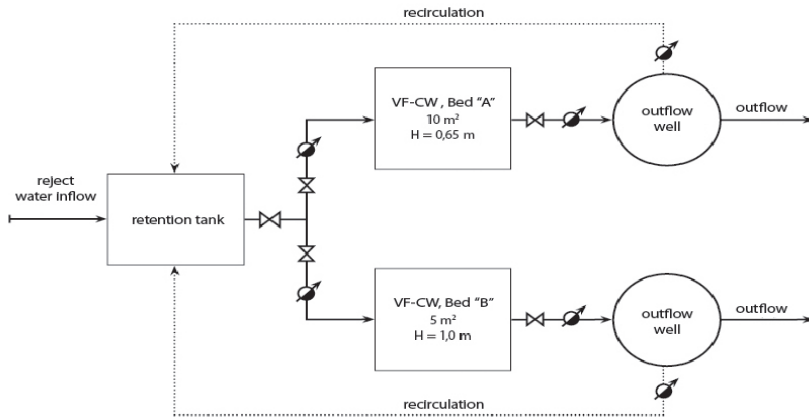 recirculation
VF-CW , Bed "A"
10 m²
H = 0,65 m
outflow
well
outflow
reject
water inflow
retention tank
VF-CW, Bed "B"
5 m²
H = 1,0 m
outflow
well
outflow
recirculation